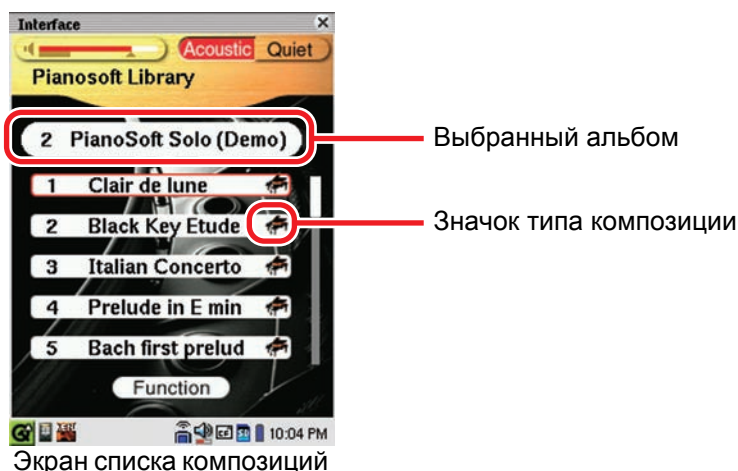 Interface
Acoustic Quiet
Pianosoft Library
2 PianoSoft Solo (Demo)
Выбранный альбом
1 Clair de lune
2 Black Key Etude
Значок типа композиции
3 Italian Concerto
4 Prelude in E min
5 Bach first prelud
Function
10:04 PM
Экран списка композиций